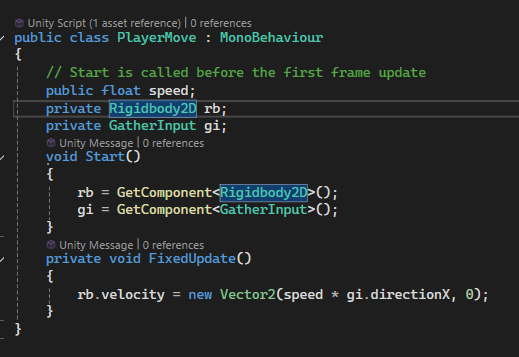 Unity Script (1 asset reference) | 0 references
public class PlayerMove : MonoBehaviour
{
// Start is called before the first frame update
public float speed;
private Rigidbody2D rb;
private GatherInput gi;
Unity Message | 0 references
void Start()
{
rb = GetComponent<Rigidbody2D>();
gi = GetComponent<GatherInput>();
}
Unity Message | 0 references
private void FixedUpdate()
{
rb.velocity = new Vector2(speed * gi.directionX, 0);
}
}